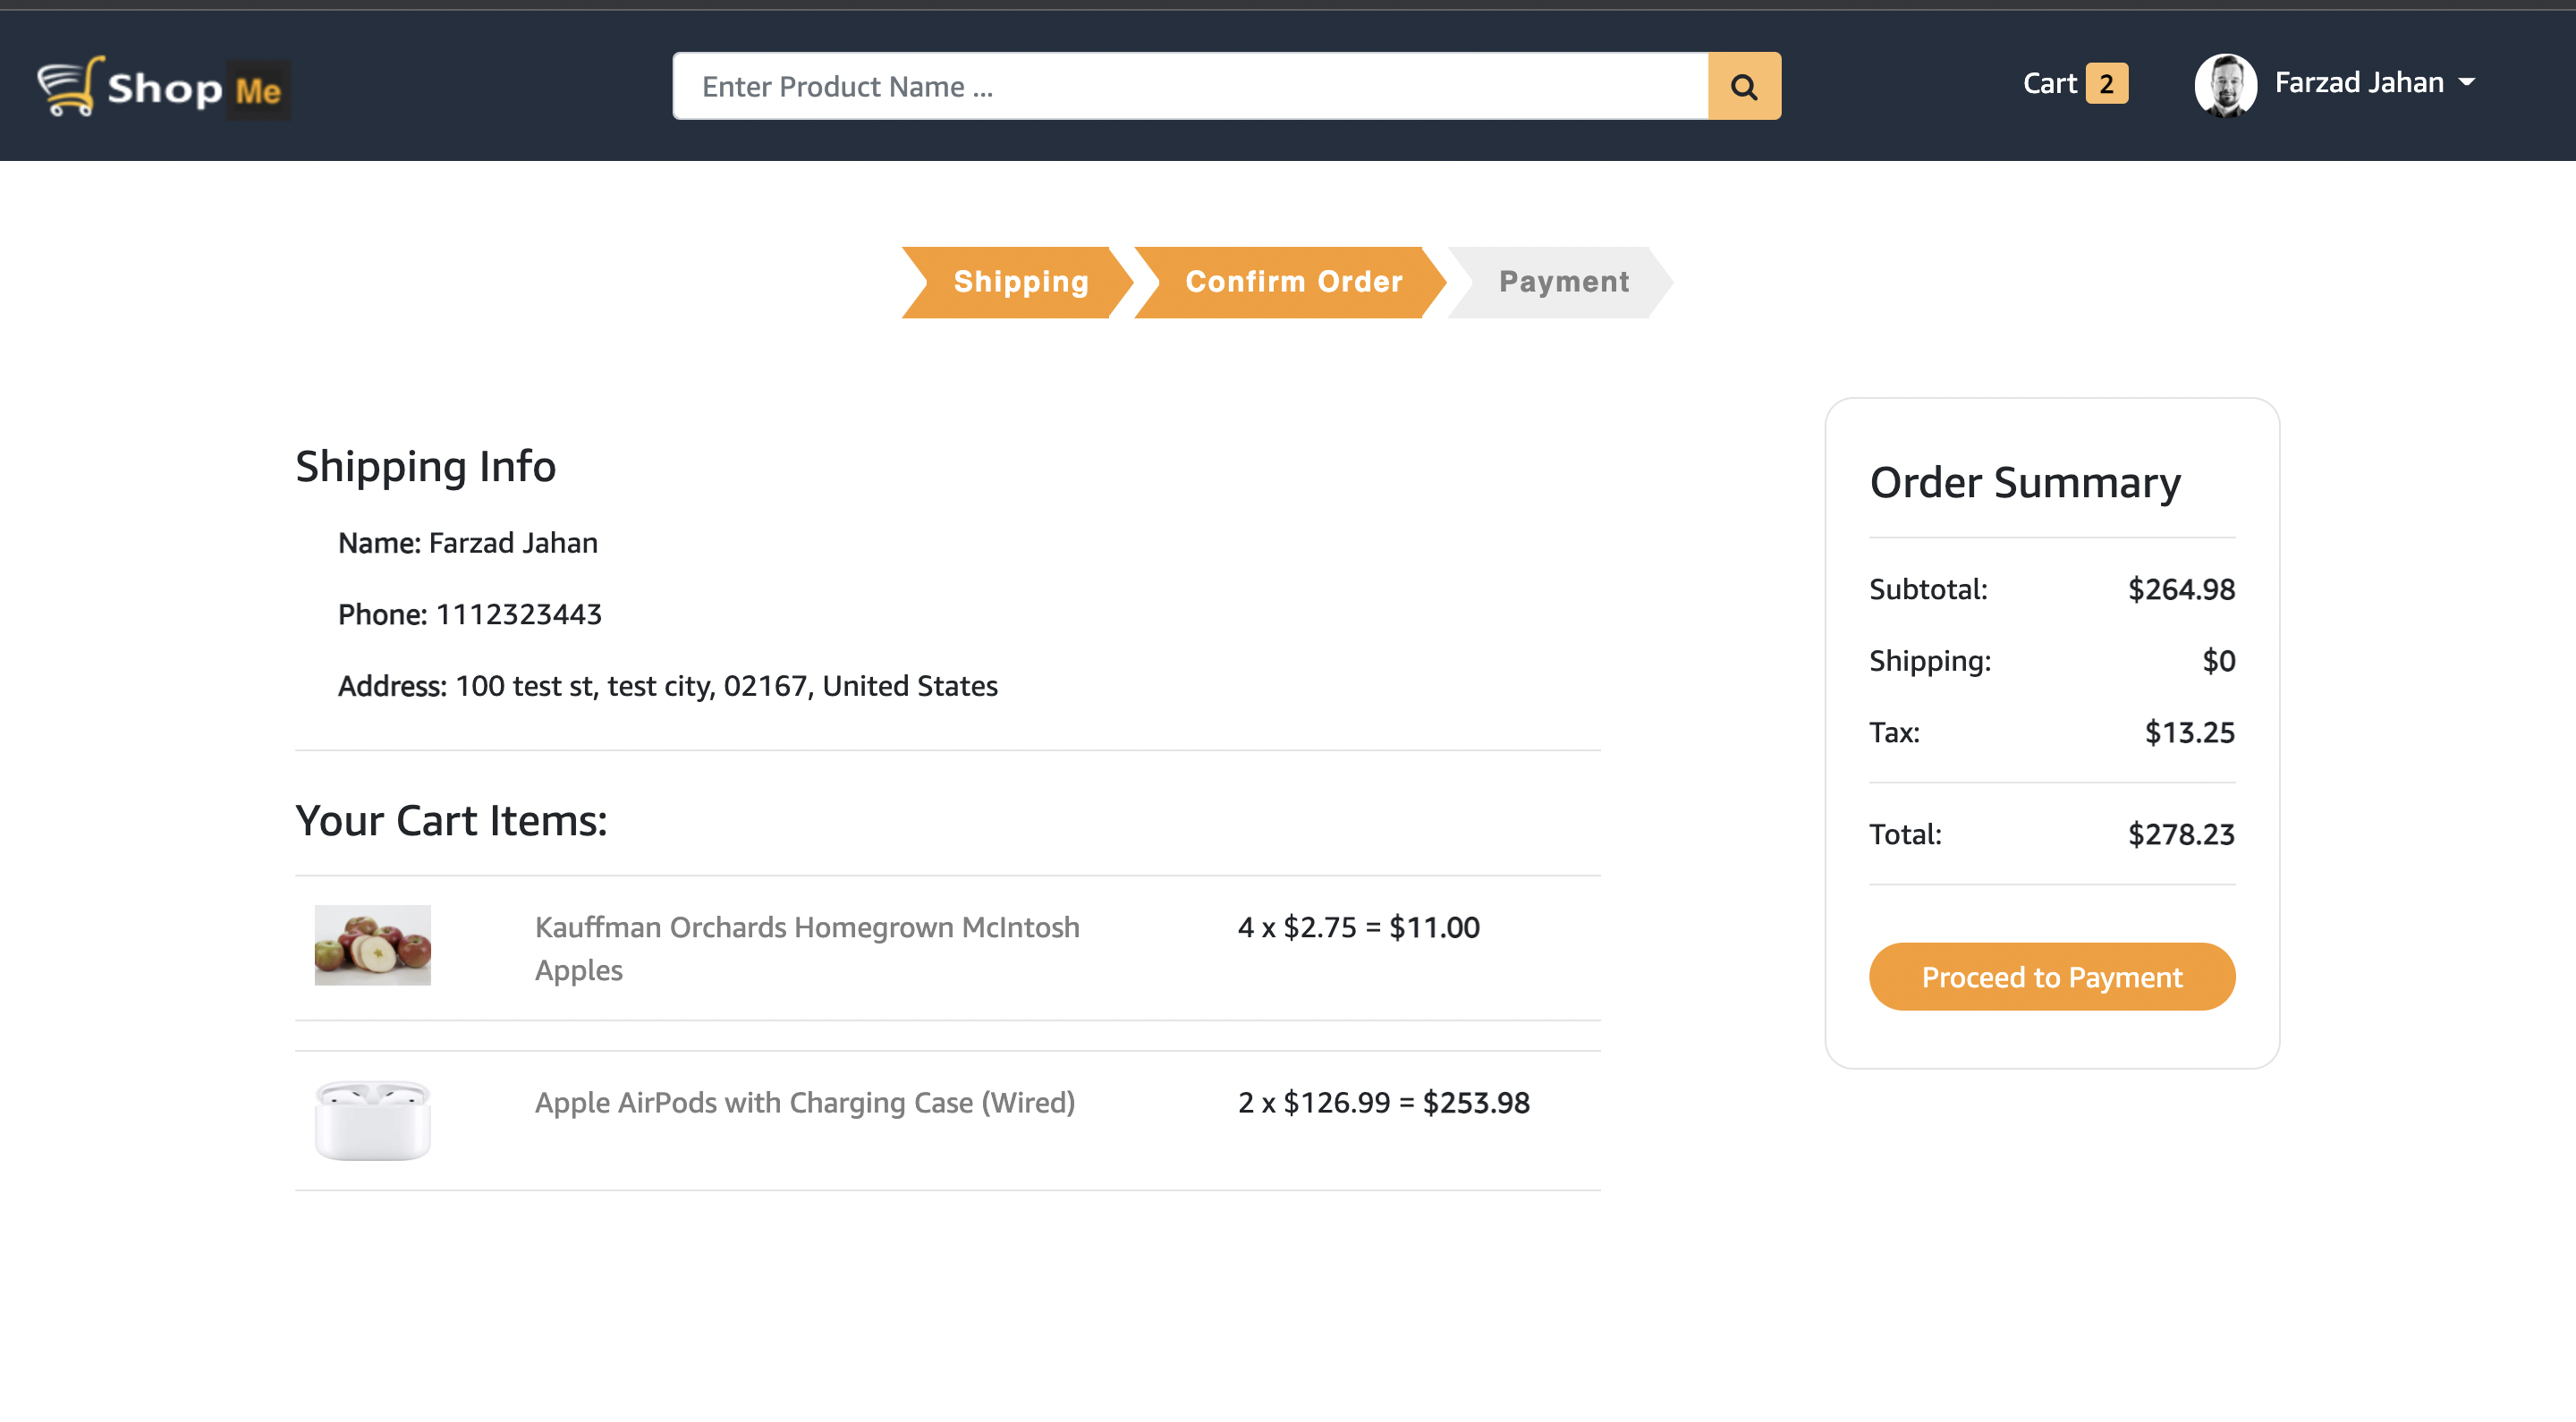 Shop Me
Enter Product Name ...
Cart 2
Farzad Jahan
Shipping
Confirm Order
Payment
Shipping Info
Name: Farzad Jahan
Phone: 1112323443
Address: 100 test st, test city, 02167, United States
Your Cart Items:
Kauffman Orchards Homegrown McIntosh
Apples
4 x $2.75 = $11.00
Apple AirPods with Charging Case (Wired)
2 x $126.99 = $253.98
Order Summary
Subtotal: $264.98
Shipping: $0
Tax: $13.25
Total: $278.23
Proceed to Payment